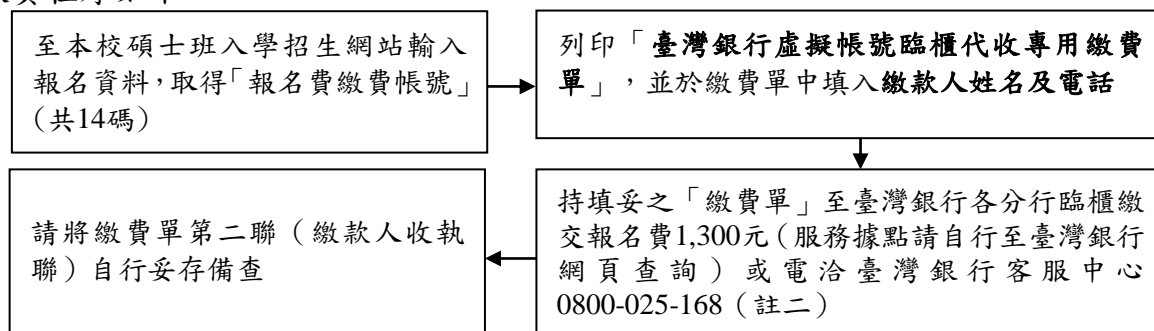 至本校碩士班入學招生網站輸入
報名資料，取得「報名費繳費帳號」
（共14碼）
列印「臺灣銀行虛擬帳號臨櫃代收專用繳費
單」，並於繳費單中填入繳款人姓名及電話
持填妥之「繳費單」至臺灣銀行各分行臨櫃繳
交報名費1,300元（服務據點請自行至臺灣銀行
網頁查詢）或電洽臺灣銀行客服中心
0800-025-168（註二）
請將繳費單第二聯（繳款人收執
聯）自行妥存備查